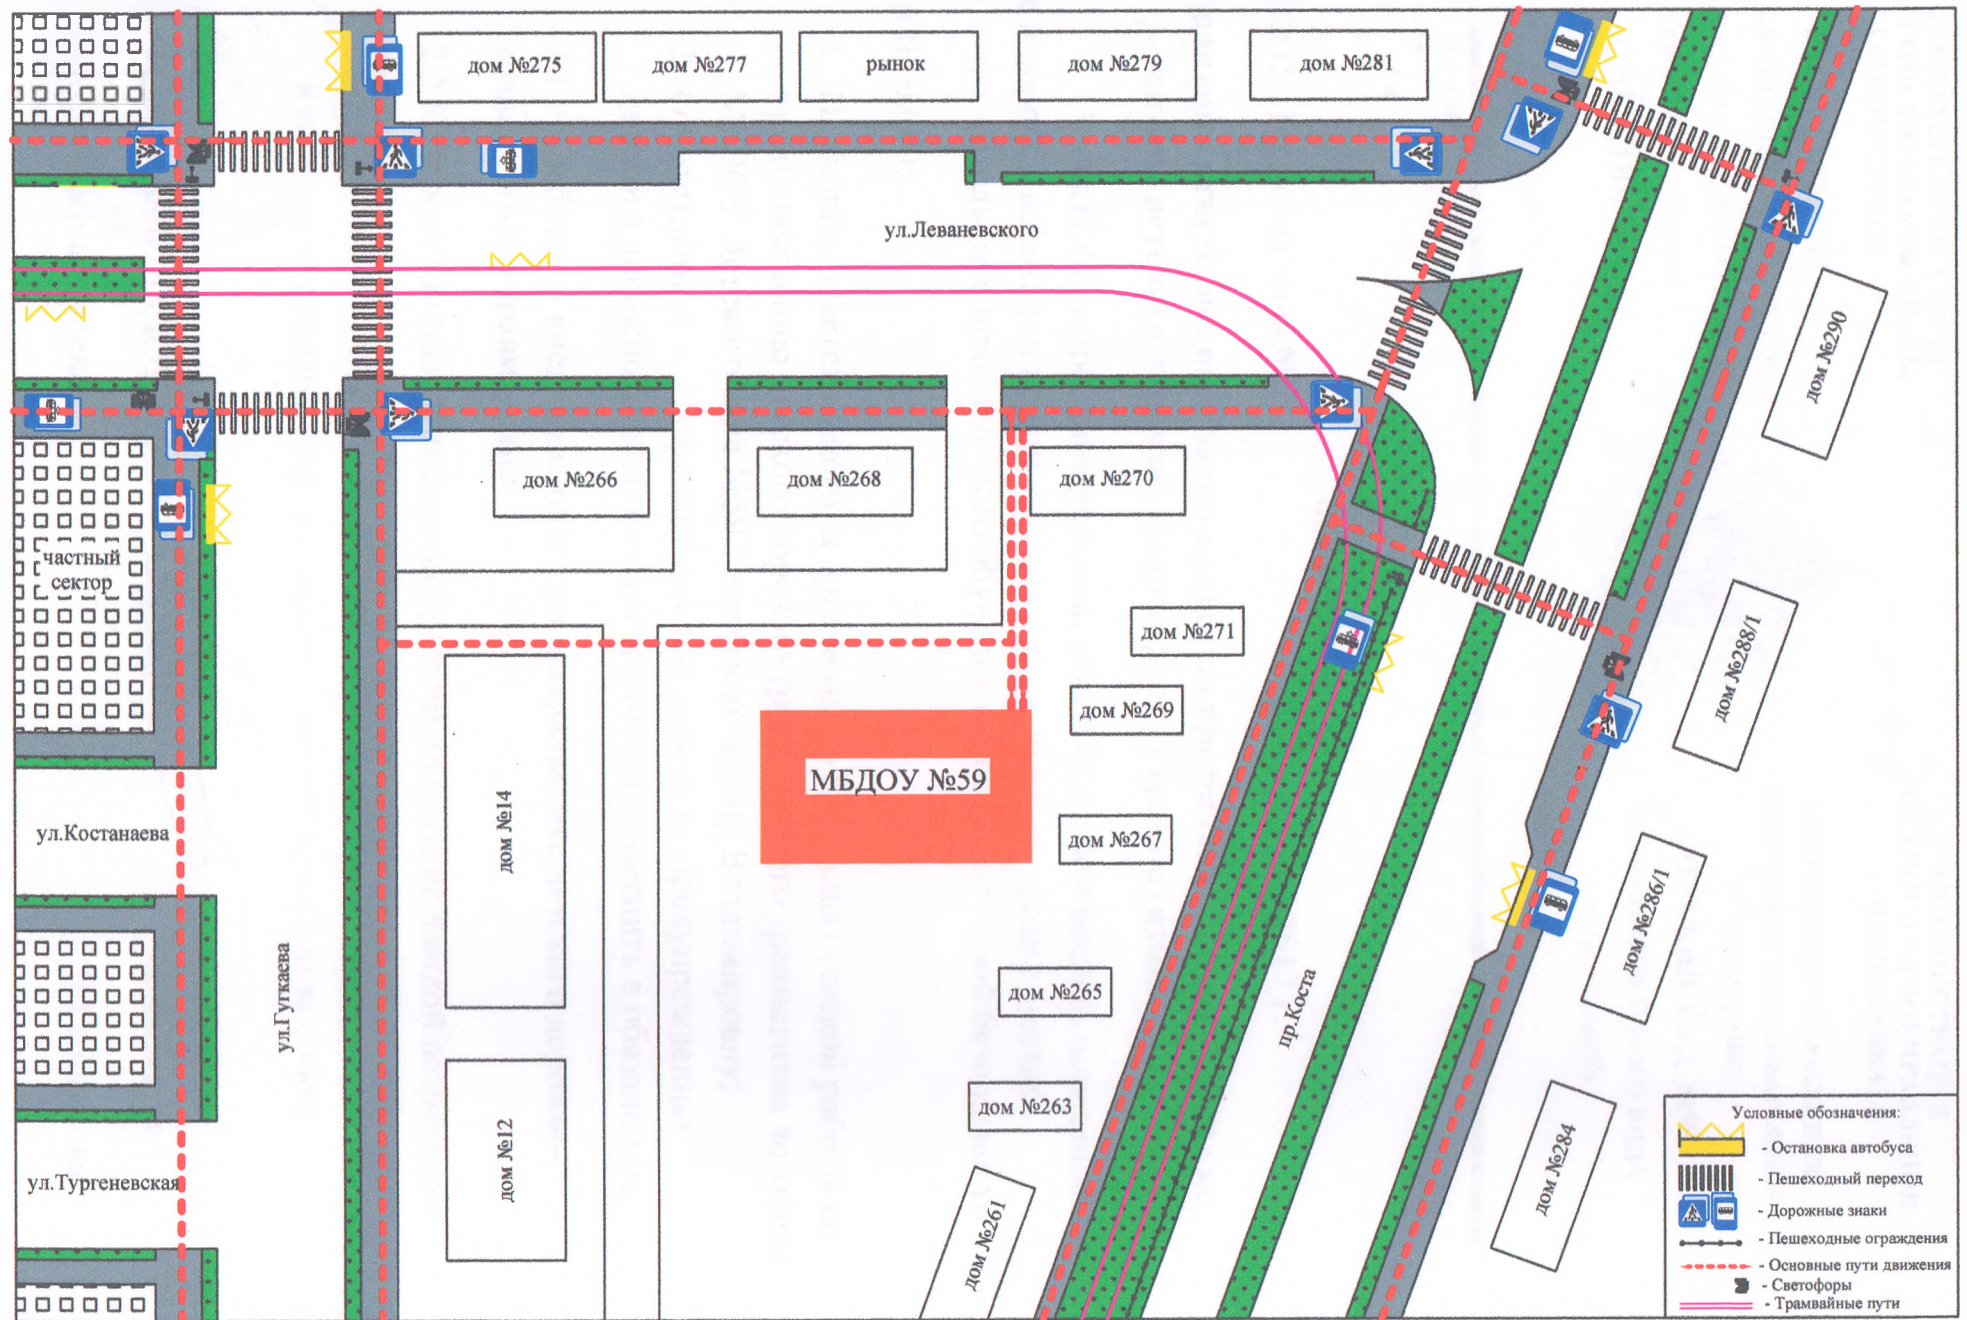 дом №275
дом №277
рынок
дом №279
дом №281
ул.Леваневского
дом №290
дом №266
дом №268
дом №270
частный
сектор
дом №271
дом №288/1
дом №269
МБДОУ №59
дом №14
дом №267
ул.Костанаева
дом №286/1
ул.Гуткаева
дом №265
пр.Коста
дом №263
дом №12
дом №284
ул.Тургеневская
дом №261
Условные обозначения:
- Остановка автобуса
- Пешеходный переход
- Дорожные знаки
- Пешеходные ограждения
- Основные пути движения
- Светофоры
- Трамвайные пути